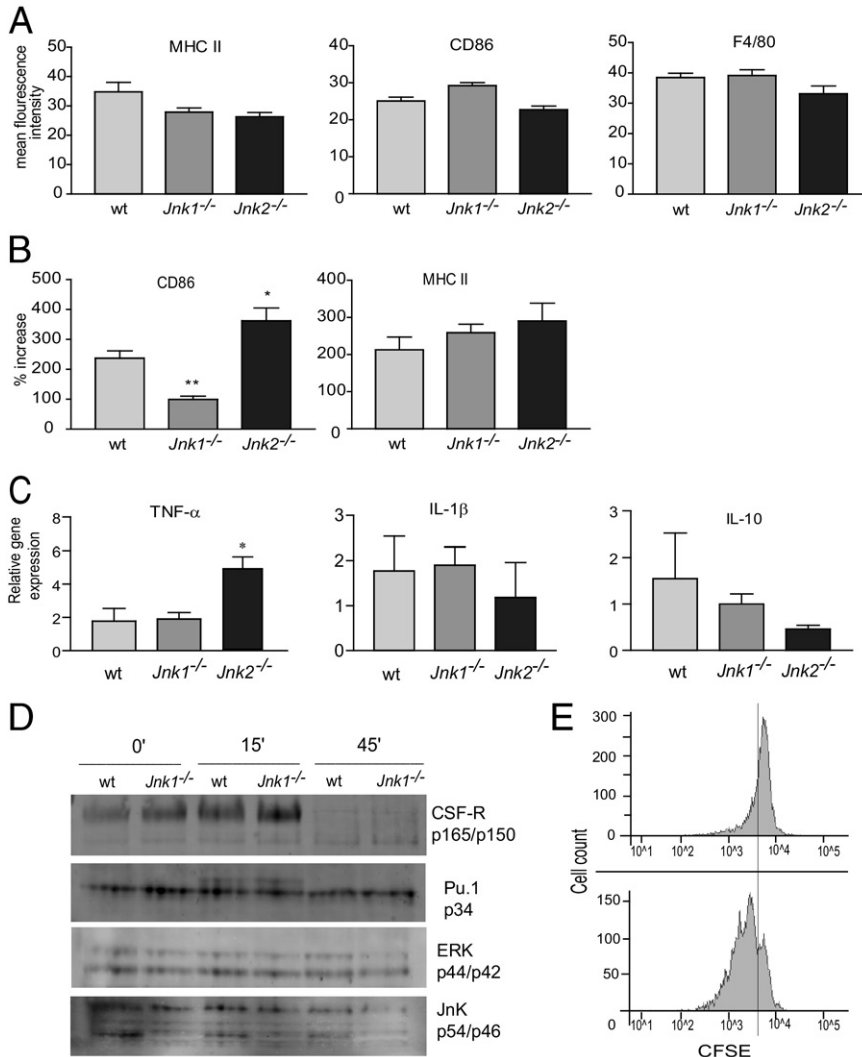 A
MHC II
CD86
F4/80
mean flourescence
intensity
40
30
20
10
0
30
20
10
0
50
40
30
20
10
0
wt Jnk1-/- Jnk2-/-
wt Jnk1-/- Jnk2-/-
wt Jnk1-/- Jnk2-/-
B
CD86
MHC II
% increase
500
400
300
200
100
0
400
300
200
100
0
*
**
wt Jnk1-/- Jnk2-/-
wt Jnk1-/- Jnk2-/-
C
TNF-α
IL-1β
IL-10
Relative gene
expression
8
6
4
2
0
3
2
1
0
3
2
1
0
*
wt Jnk1-/- Jnk2-/-
wt Jnk1-/- Jnk2-/-
wt Jnk1-/- Jnk2-/-
D
0' 15' 45'
wt Jnk1-/- wt Jnk1-/- wt Jnk1-/-
CSF-R
p165/p150
Pu.1
p34
ERK
p44/p42
JnK
p54/p46
E
Cell count
300
200
100
0
10^1 10^2 10^3 10^4 10^5
150
100
50
0
10^1 10^2 10^3 10^4 10^5
CFSE